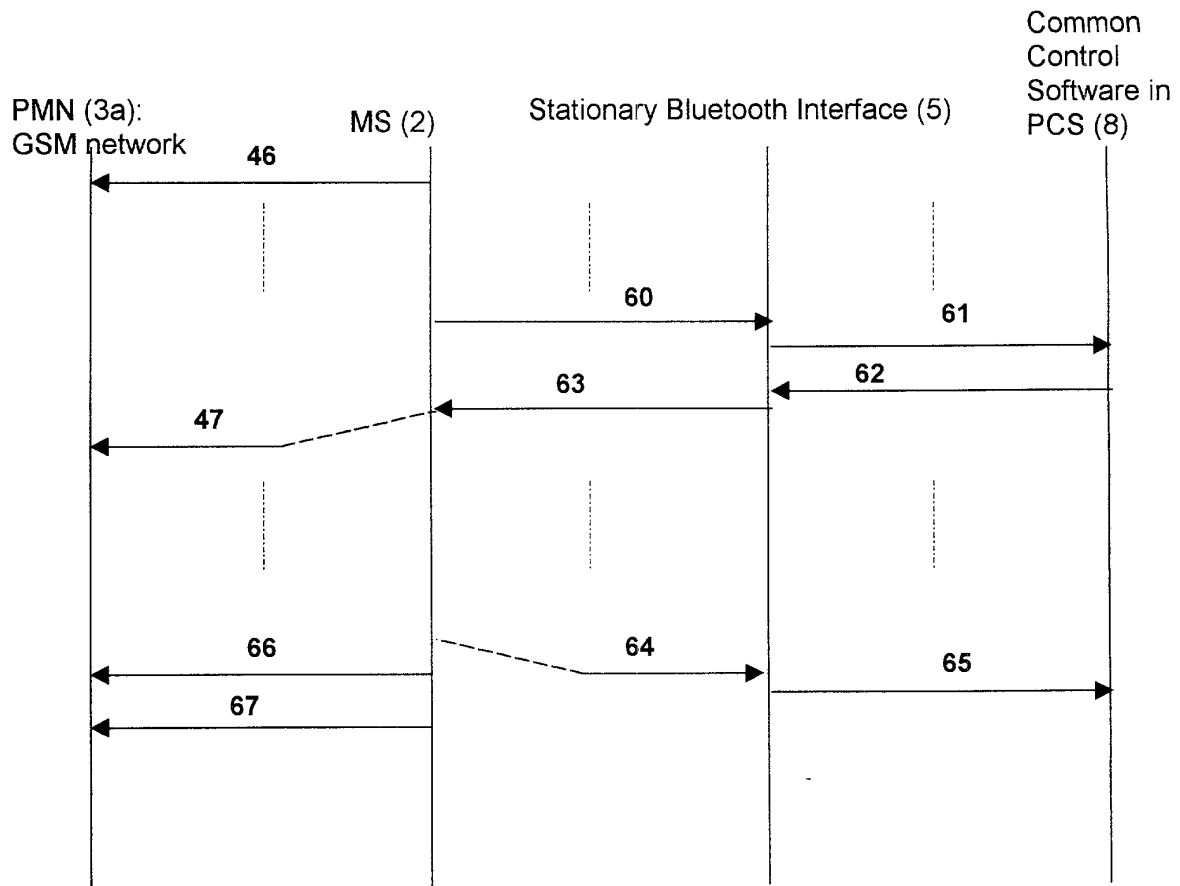 Common
Control
Software in
PCS (8)
PMN (3a):
GSM network
MS (2)
Stationary Bluetooth Interface (5)
46
60
61
62
63
47
66
64
65
67